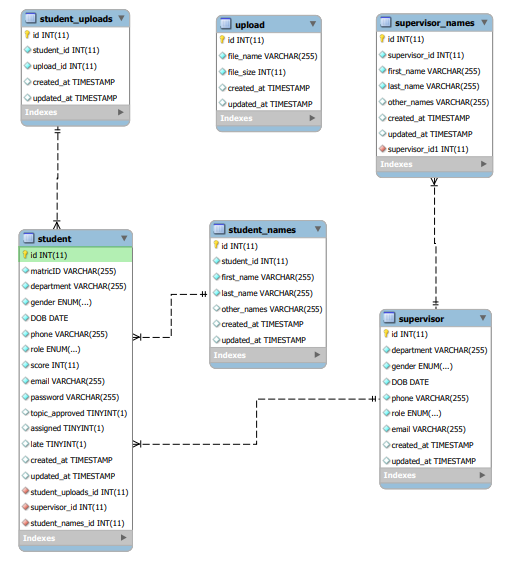 student_uploads
id INT(11)
student_id INT(11)
upload_id INT(11)
created_at TIMESTAMP
updated_at TIMESTAMP
Indexes
upload
id INT(11)
file_name VARCHAR(255)
file_size INT(11)
created_at TIMESTAMP
updated_at TIMESTAMP
Indexes
supervisor_names
id INT(11)
supervisor_id INT(11)
first_name VARCHAR(255)
last_name VARCHAR(255)
other_names VARCHAR(255)
created_at TIMESTAMP
updated_at TIMESTAMP
supervisor_id1 INT(11)
Indexes
student
id INT(11)
matricID VARCHAR(255)
department VARCHAR(255)
gender ENUM(...)
DOB DATE
phone VARCHAR(255)
role ENUM(...)
score INT(11)
email VARCHAR(255)
password VARCHAR(255)
topic_approved TINYINT(1)
assigned TINYINT(1)
late TINYINT(1)
created_at TIMESTAMP
updated_at TIMESTAMP
student_uploads_id INT(11)
supervisor_id INT(11)
student_names_id INT(11)
Indexes
student_names
id INT(11)
student_id INT(11)
first_name VARCHAR(255)
last_name VARCHAR(255)
other_names VARCHAR(255)
created_at TIMESTAMP
updated_at TIMESTAMP
Indexes
supervisor
id INT(11)
department VARCHAR(255)
gender ENUM(...)
DOB DATE
phone VARCHAR(255)
role ENUM(...)
email VARCHAR(255)
created_at TIMESTAMP
updated_at TIMESTAMP
Indexes